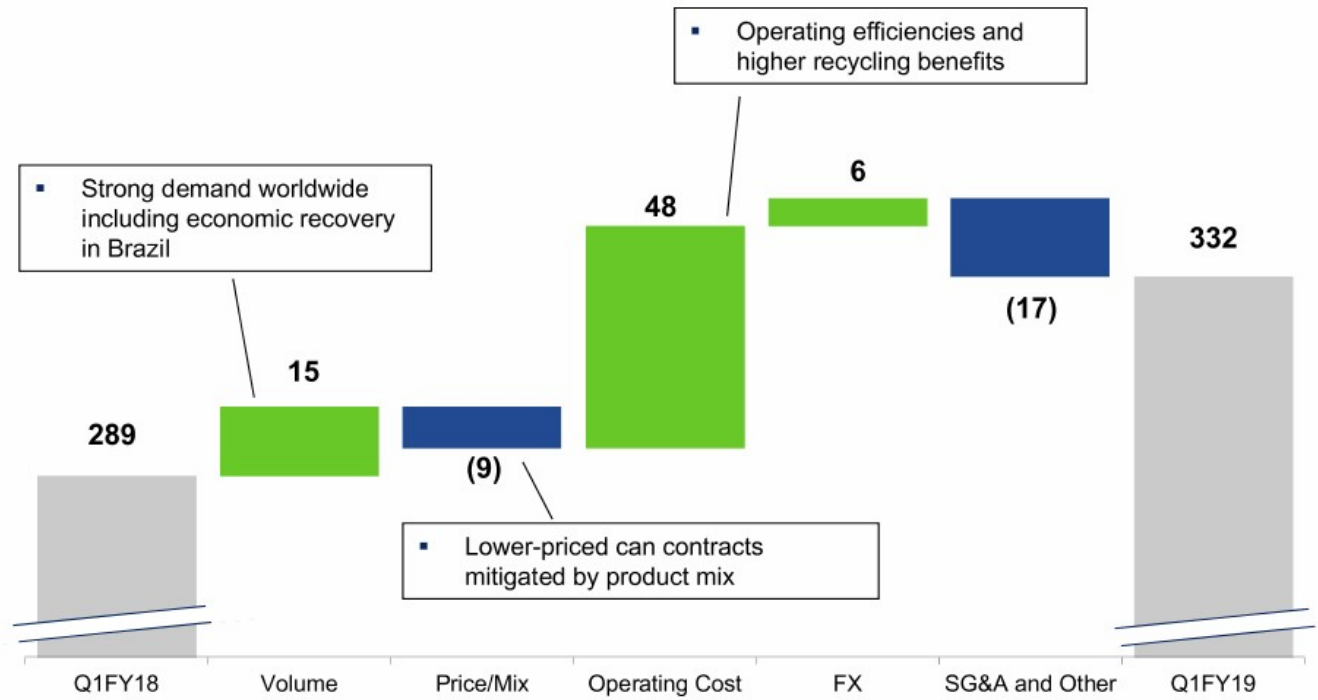 ▪ Operating efficiencies and
higher recycling benefits
▪ Strong demand worldwide
including economic recovery
in Brazil
6
48
332
(17)
15
289
(9)
▪ Lower-priced can contracts
mitigated by product mix
Q1FY18 Volume Price/Mix Operating Cost FX SG&A and Other Q1FY19